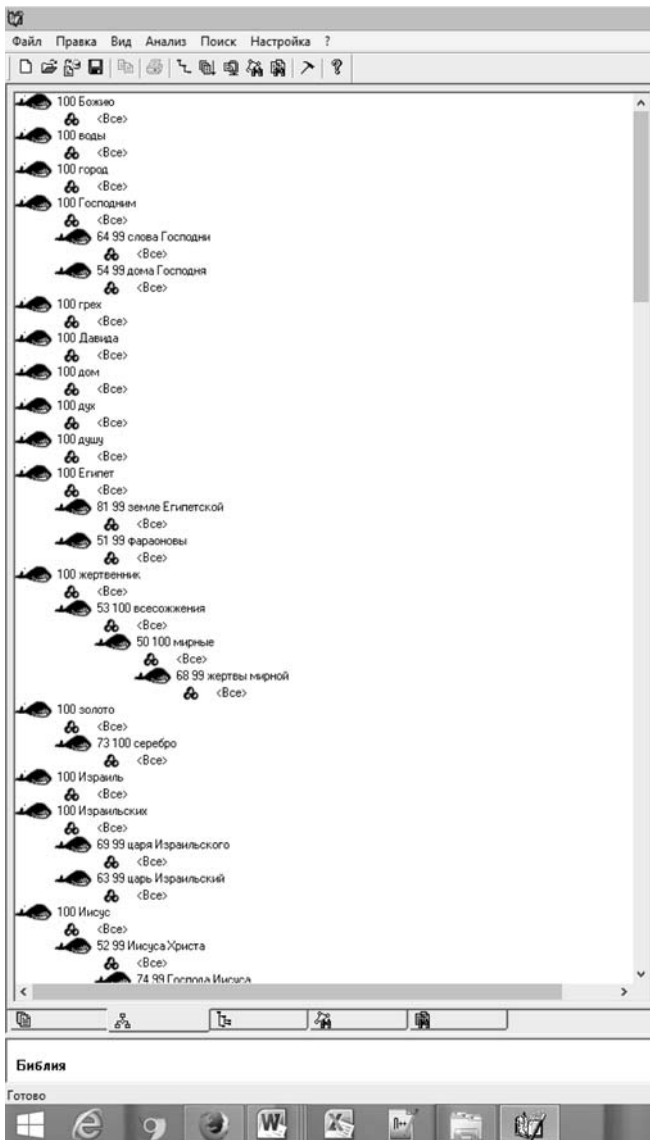 Файл Правка Вид Анализ Поиск Настройка ?
100 Божию
<Все>
100 воды
<Все>
100 город
<Все>
100 Господним
<Все>
64 99 слова Господни
<Все>
54 99 дома Господня
<Все>
100 грех
<Все>
100 Давида
<Все>
100 дом
<Все>
100 дух
<Все>
100 душу
<Все>
100 Египет
<Все>
81 99 земле Египетской
<Все>
51 99 фараоновы
<Все>
100 жертвенник
<Все>
53 100 всесожжения
<Все>
50 100 мирные
<Все>
68 99 жертвы мирной
<Все>
100 золото
<Все>
73 100 серебро
<Все>
100 Израиль
<Все>
100 Израильских
<Все>
69 99 царя Израильского
<Все>
63 99 царь Израильский
<Все>
100 Иисус
<Все>
52 99 Иисуса Христа
<Все>
74 99 Господа Иисуса
Библия
Готово